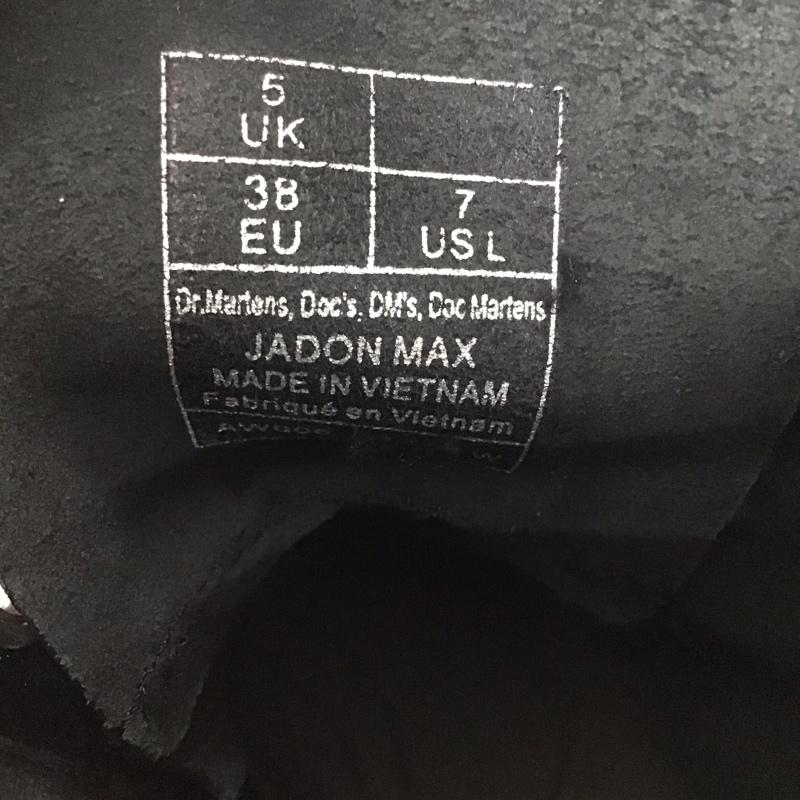 5
UK
38
EU
7
US L
Dr.Martens, Doc's, DM's, Doc Martens
JADON MAX
MADE IN VIETNAM
Fabriqué en Vietnam
W